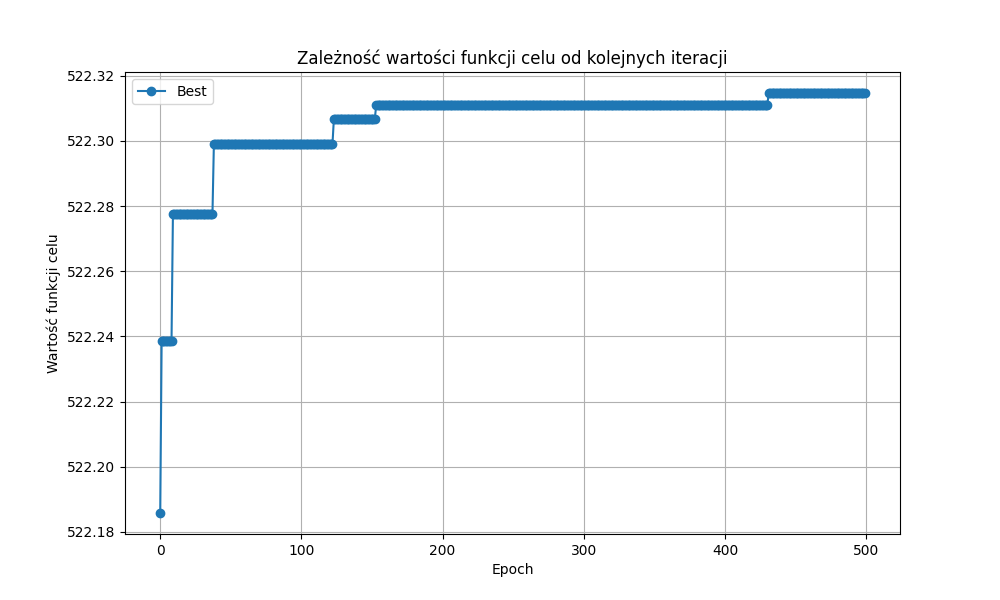 Zależność wartości funkcji celu od kolejnych iteracji
Best
522.32
522.30
522.28
522.26
522.24
522.22
522.20
522.18
Wartość funkcji celu
0 100 200 300 400 500
Epoch